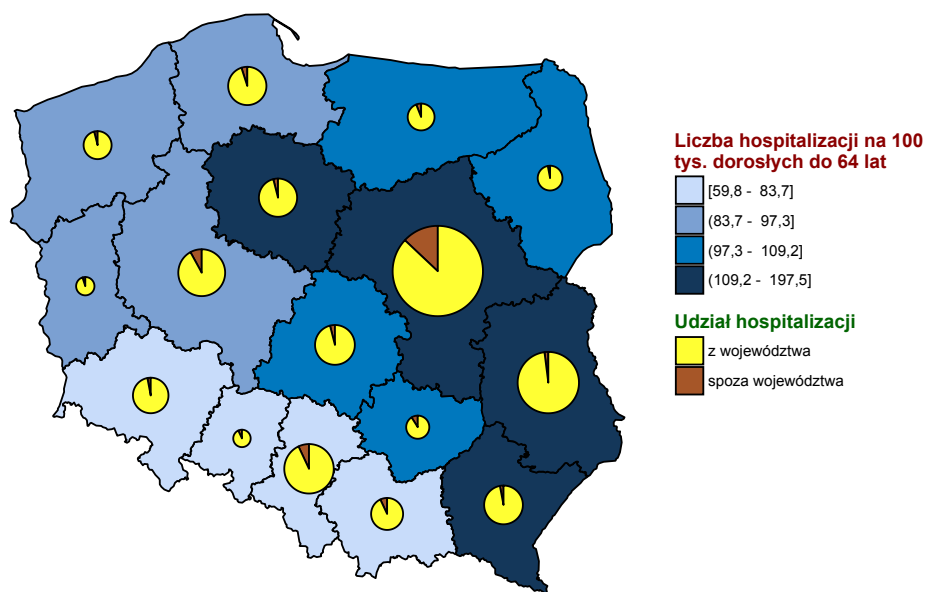 Liczba hospitalizacji na 100
tys. dorosłych do 64 lat
[59,8 - 83,7]
(83,7 - 97,3]
(97,3 - 109,2]
(109,2 - 197,5]
Udział hospitalizacji
z województwa
spoza województwa